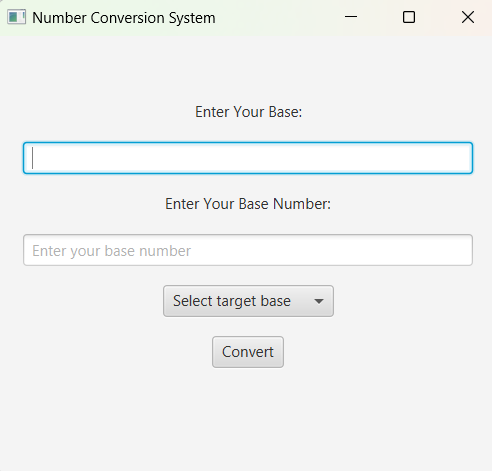 Number Conversion System
Enter Your Base:
Enter Your Base Number:
Enter your base number
Select target base
Convert